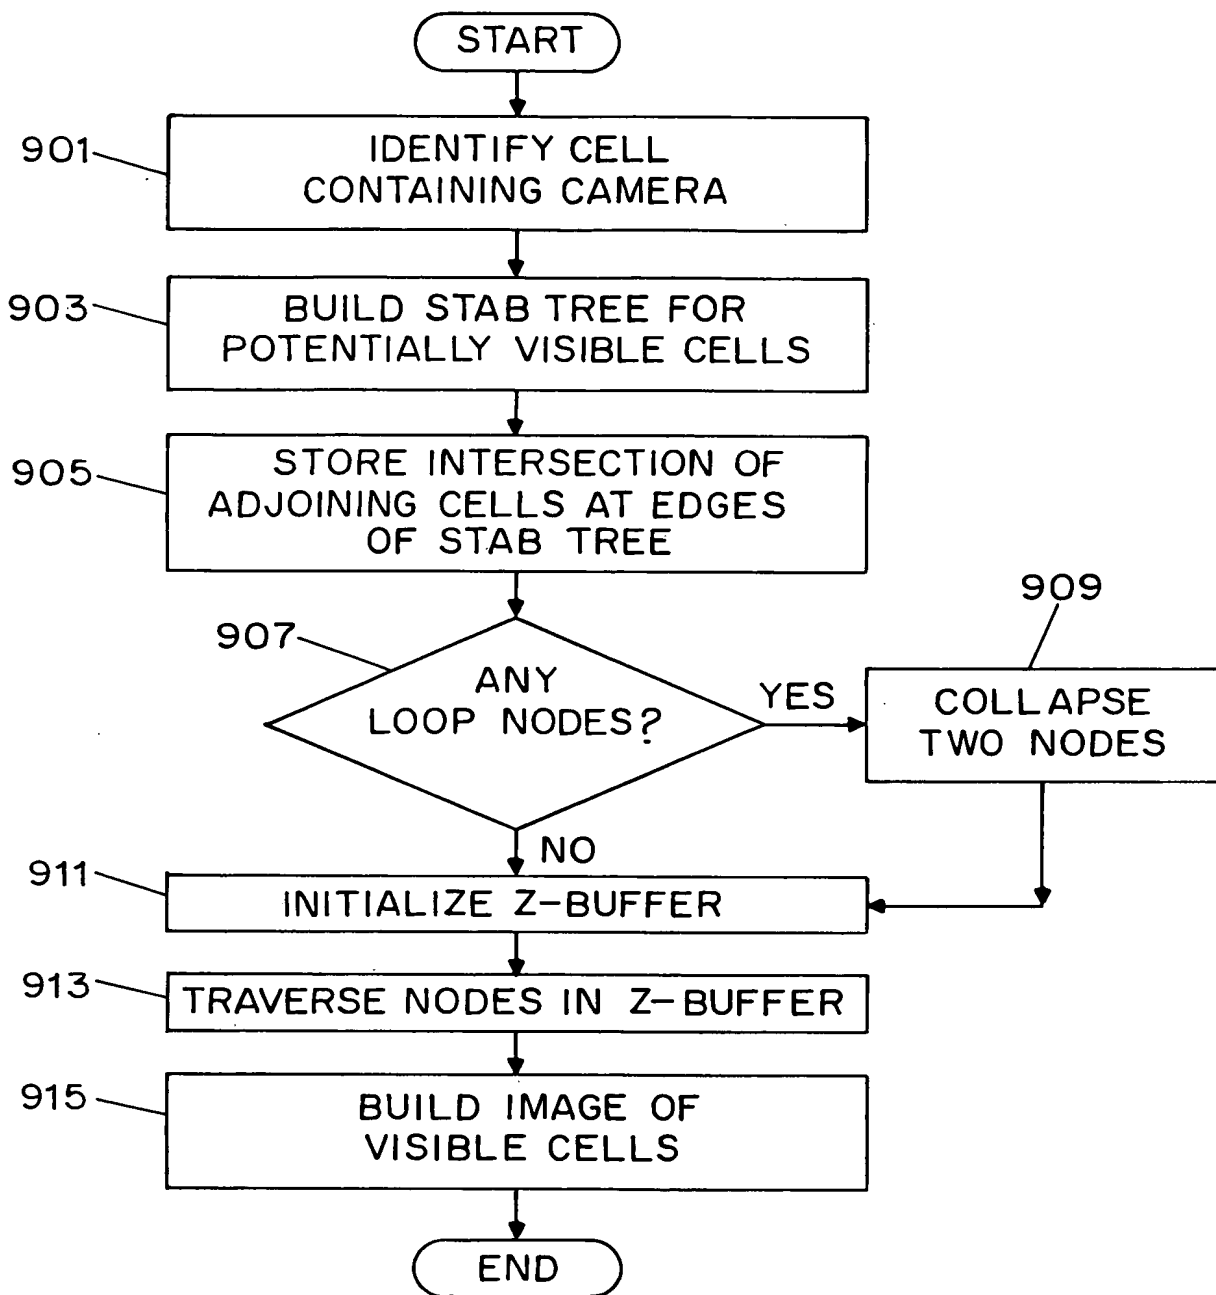 START
901
IDENTIFY CELL
CONTAINING CAMERA
903
BUILD STAB TREE FOR
POTENTIALLY VISIBLE CELLS
905
STORE INTERSECTION OF
ADJOINING CELLS AT EDGES
OF STAB TREE
907
ANY
LOOP NODES?
YES
909
COLLAPSE
TWO NODES
NO
911
INITIALIZE Z-BUFFER
913
TRAVERSE NODES IN Z-BUFFER
915
BUILD IMAGE OF
VISIBLE CELLS
END